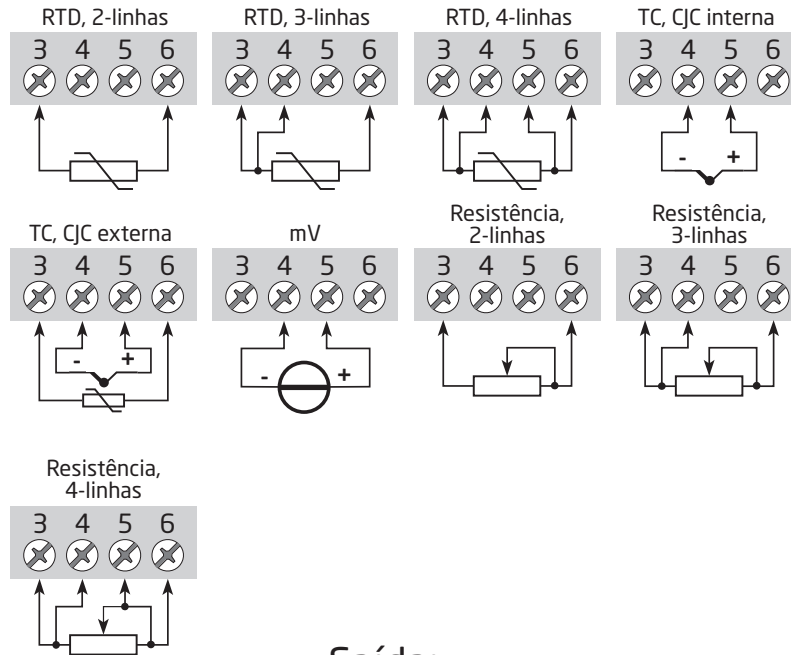 RTD, 2-linhas
3 4 5 6
RTD, 3-linhas
3 4 5 6
RTD, 4-linhas
3 4 5 6
TC, CJC interna
3 4 5 6
- +
TC, CJC externa
3 4 5 6
- +
mV
3 4 5 6
- +
Resistência,
2-linhas
3 4 5 6
Resistência,
3-linhas
3 4 5 6
Resistência,
4-linhas
3 4 5 6